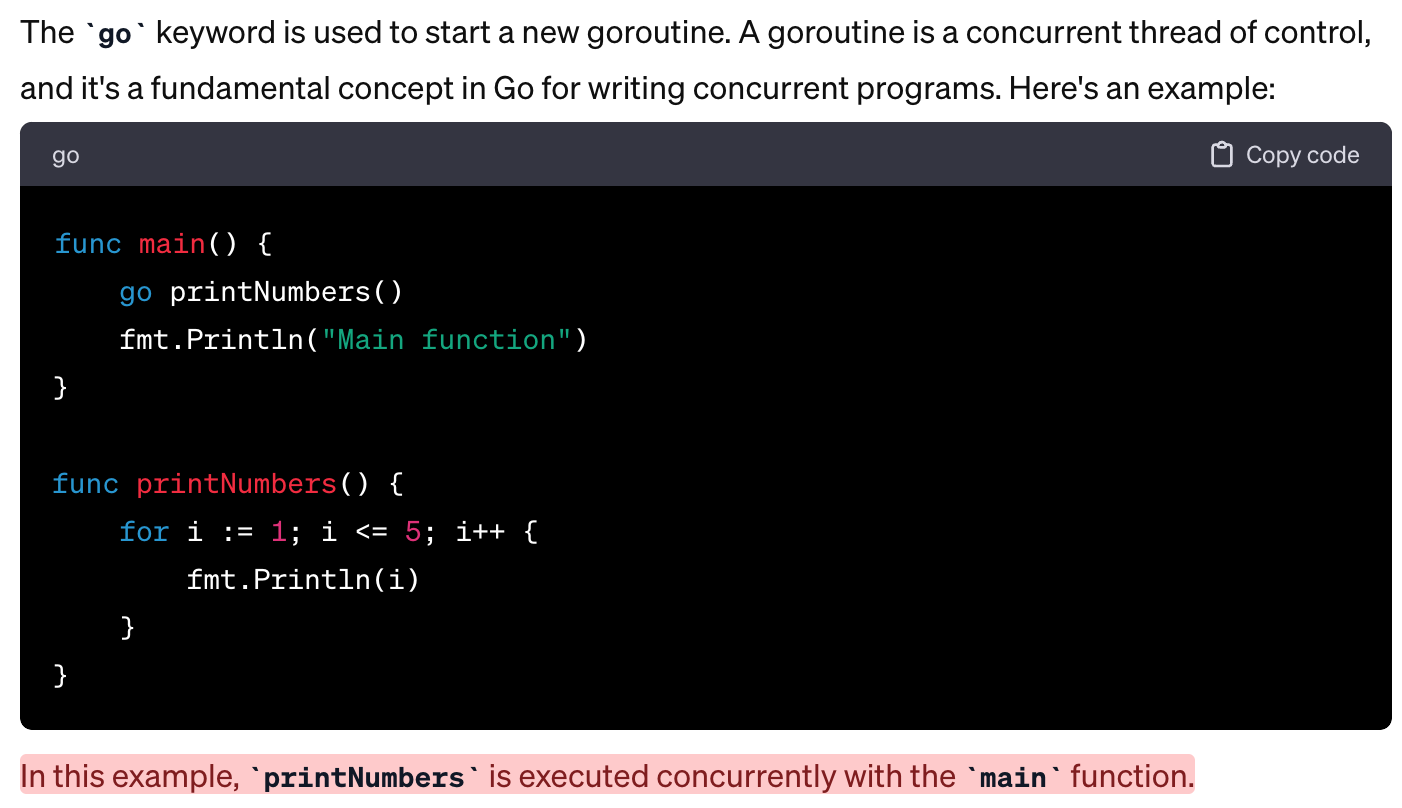 The `go` keyword is used to start a new goroutine. A goroutine is a concurrent thread of control,
and it's a fundamental concept in Go for writing concurrent programs. Here's an example:
go
Copy code
func main() {
    go printNumbers()
    fmt.Println("Main function")
}
func printNumbers() {
    for i := 1; i <= 5; i++ {
        fmt.Println(i)
    }
}
In this example, `printNumbers` is executed concurrently with the `main` function.